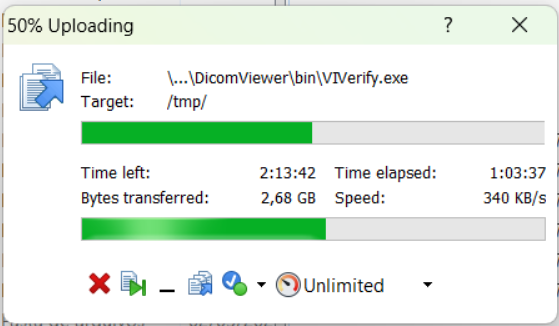 50% Uploading
?
File: \...\DicomViewer\bin\VIVerify.exe
Target: /tmp/
Time left: 2:13:42 Time elapsed: 1:03:37
Bytes transferred: 2,68 GB Speed: 340 KB/s
Unlimited